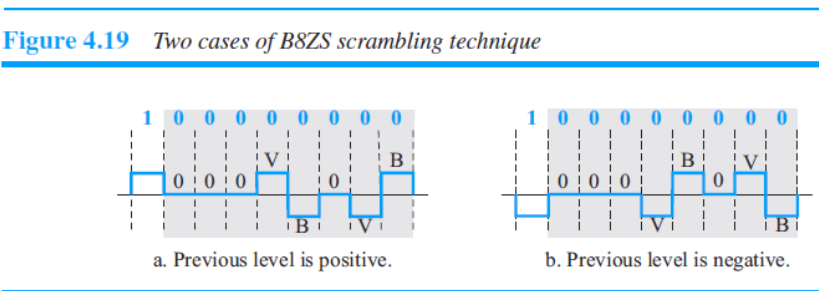 Figure 4.19 Two cases of B8ZS scrambling technique
1 0 0 0 0 0 0 0 0
V B
0 0 0 0
B V
a. Previous level is positive.
1 0 0 0 0 0 0 0 0
B V
0 0 0 0
V B
b. Previous level is negative.